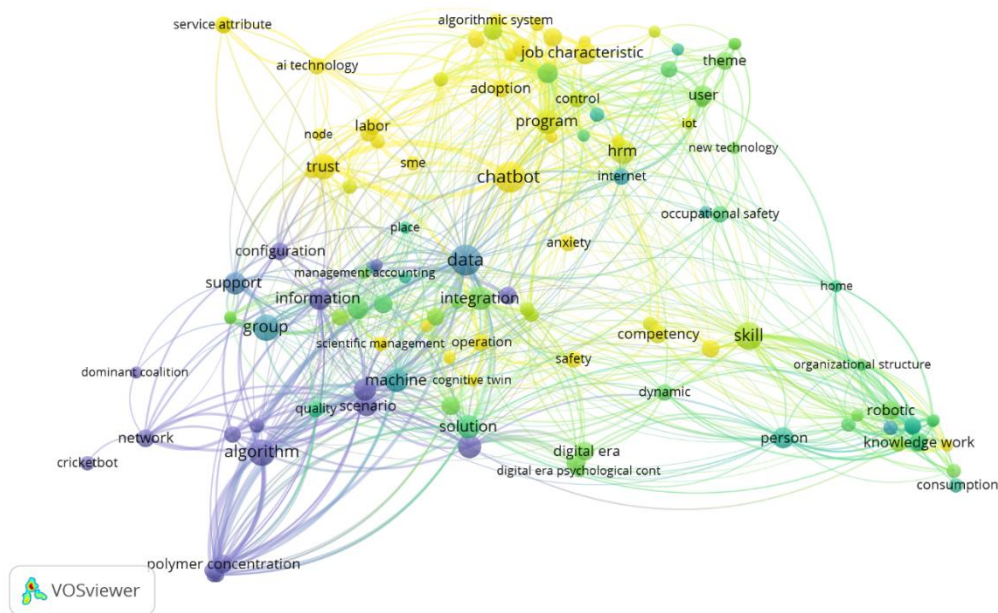 algorithmic system
service attribute
job characteristic
theme
ai technology
adoption
user
control
program
iot
labor
node
hrm
new technology
sme
trust
internet
chatbot
occupational safety
place
anxiety
configuration
data
management accounting
support
home
information
integration
group
competency
skill
scientific management
operation
safety
organizational structure
dominant coalition
machine
cognitive twin
dynamic
quality
scenario
robotic
solution
network
person
knowledge work
algorithm
digital era
cricketbot
digital era psychological cont
consumption
polymer concentration
VOSviewer